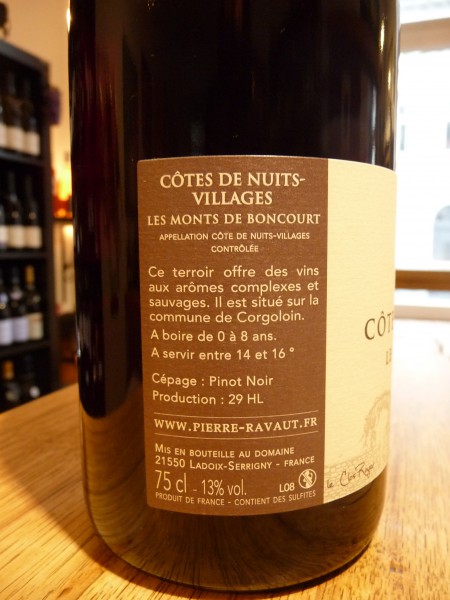 CÔTES DE NUITS-
VILLAGES
LES MONTS DE BONCOURT
APPELLATION CÔTE DE NUITS-VILLAGES
CONTRÔLÉE
Ce terroir offre des vins
aux arômes complexes et
sauvages. Il est situé sur la
commune de Corgoloin.
A boire de 0 à 8 ans.
A servir entre 14 et 16 °
Cépage : Pinot Noir
Production : 29 HL
WWW.PIERRE-RAVAUT.FR
MIS EN BOUTEILLE AU DOMAINE
21550 LADOIX-SERRIGNY - FRANCE
75 cl - 13% vol. L08
PRODUIT DE FRANCE - CONTIENT DES SULFITES
CÔT
LE